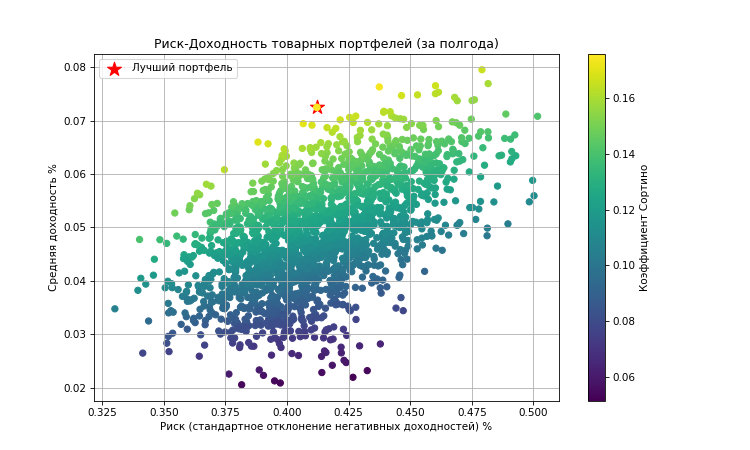 Риск-Доходность товарных портфелей (за полгода)
Лучший портфель
0.08
0.07
0.06
0.05
0.04
0.03
0.02
Средняя доходность %
0.325 0.350 0.375 0.400 0.425 0.450 0.475 0.500
Риск (стандартное отклонение негативных доходностей) %
0.16
0.14
0.12
0.10
0.08
0.06
Коэффициент Сортино